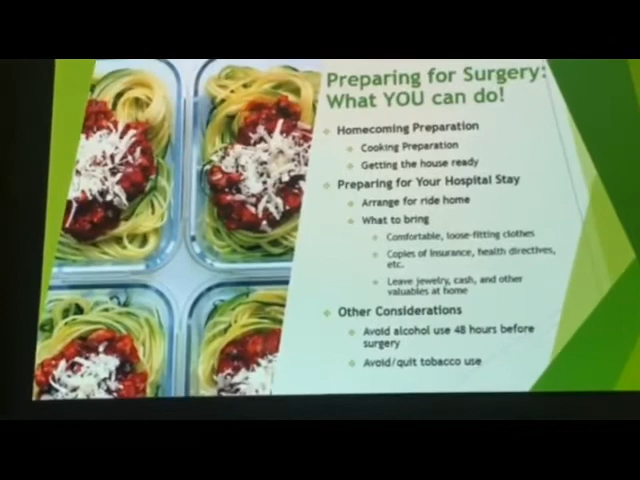 Preparing for Surgery:
What YOU can do!
Homecoming Preparation
Cooking Preparation
Getting the house ready
Preparing for Your Hospital Stay
Arrange for ride home
What to bring
Comfortable, loose-fitting clothes
Copies of Insurance, health directives,
etc.
Leave jewelry, cash, and other
valuables at home
Other Considerations
Avoid alcohol use 48 hours before
surgery
Avoid/quit tobacco use